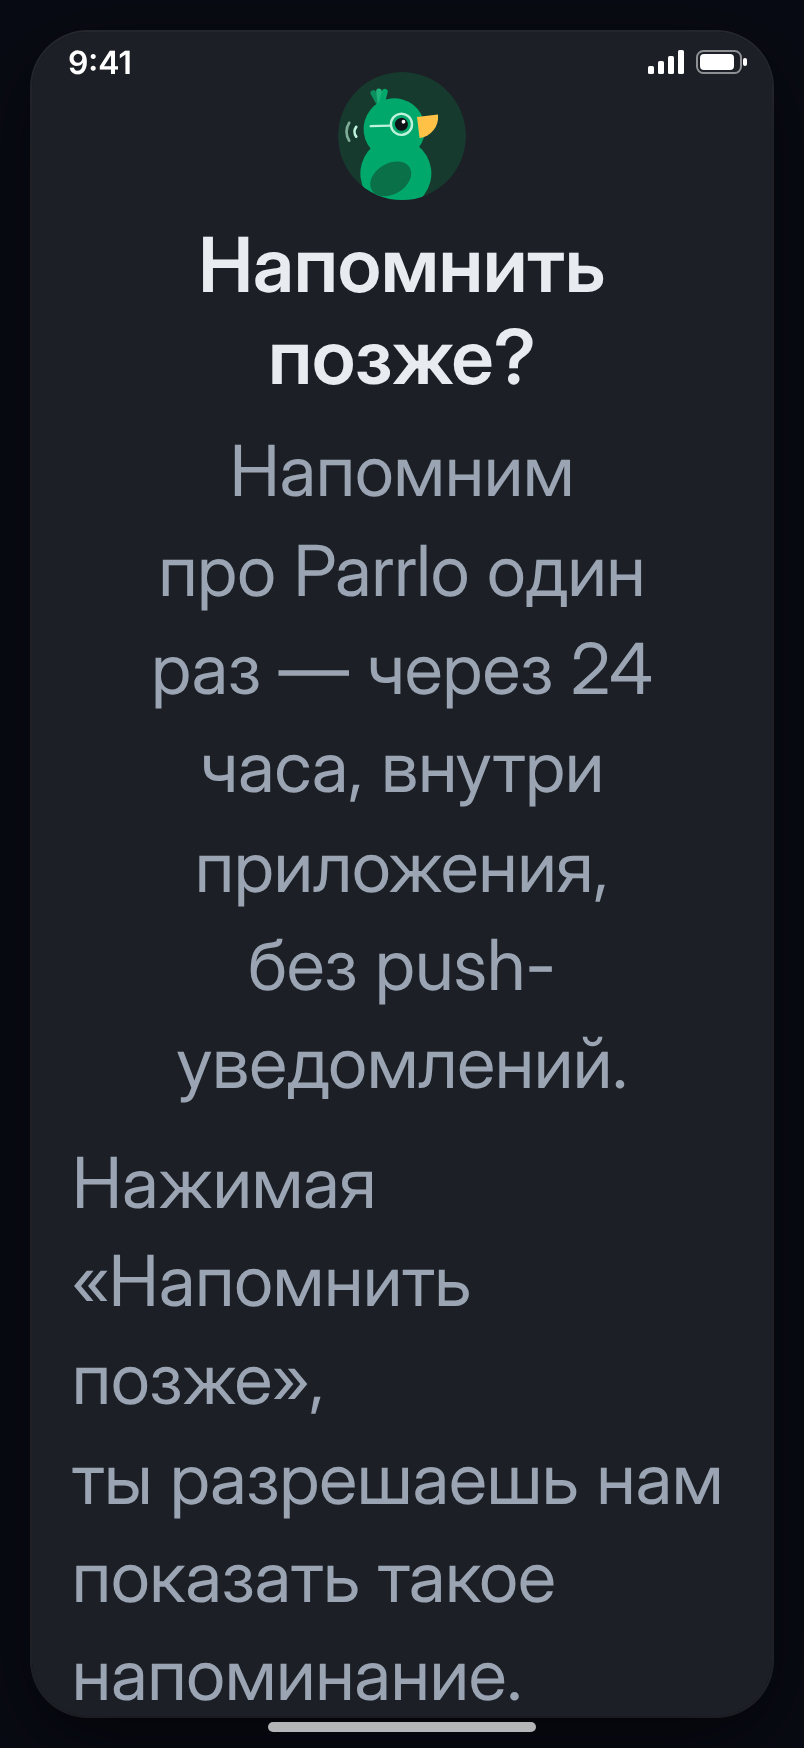 9:41
Напомнить
позже?
Напомним
про Parrlo один
раз — через 24
часа, внутри
приложения,
без push-
уведомлений.
Нажимая
«Напомнить
позже»,
ты разрешаешь нам
показать такое
напоминание.